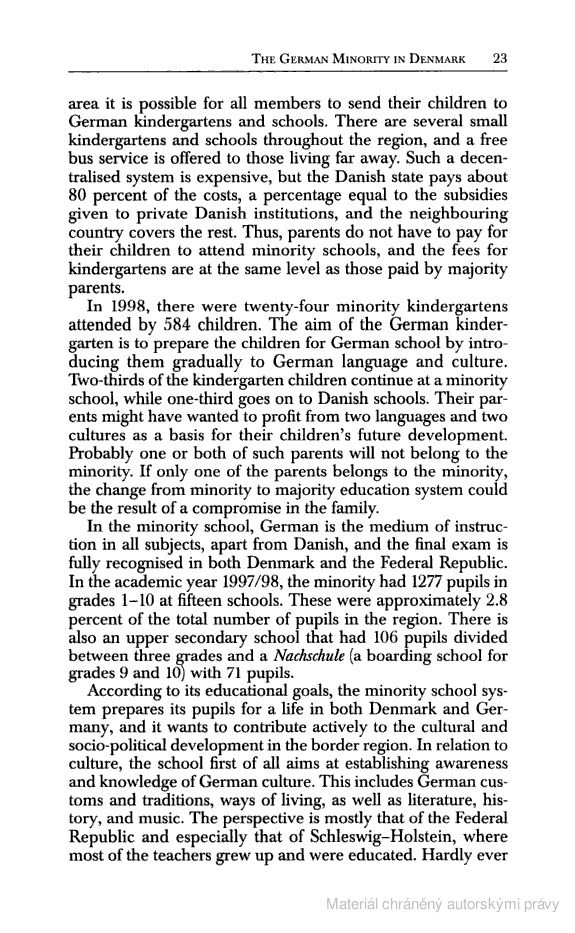 THE GERMAN MINORITY IN DENMARK 23
area it is possible for all members to send their children to
German kindergartens and schools. There are several small
kindergartens and schools throughout the region, and a free
bus service is offered to those living far away. Such a decen-
tralised system is expensive, but the Danish state pays about
80 percent of the costs, a percentage equal to the subsidies
given to private Danish institutions, and the neighbouring
country covers the rest. Thus, parents do not have to pay for
their children to attend minority schools, and the fees for
kindergartens are at the same level as those paid by majority
parents.
In 1998, there were twenty-four minority kindergartens
attended by 584 children. The aim of the German kinder-
garten is to prepare the children for German school by intro-
ducing them gradually to German language and culture.
Two-thirds of the kindergarten children continue at a minority
school, while one-third goes on to Danish schools. Their par-
ents might have wanted to profit from two languages and two
cultures as a basis for their children's future development.
Probably one or both of such parents will not belong to the
minority. If only one of the parents belongs to the minority,
the change from minority to majority education system could
be the result of a compromise in the family.
In the minority school, German is the medium of instruc-
tion in all subjects, apart from Danish, and the final exam is
fully recognised in both Denmark and the Federal Republic.
In the academic year 1997/98, the minority had 1277 pupils in
grades 1–10 at fifteen schools. These were approximately 2.8
percent of the total number of pupils in the region. There is
also an upper secondary school that had 106 pupils divided
between three grades and a Nachschule (a boarding school for
grades 9 and 10) with 71 pupils.
According to its educational goals, the minority school sys-
tem prepares its pupils for a life in both Denmark and Ger-
many, and it wants to contribute actively to the cultural and
socio-political development in the border region. In relation to
culture, the school first of all aims at establishing awareness
and knowledge of German culture. This includes German cus-
toms and traditions, ways of living, as well as literature, his-
tory, and music. The perspective is mostly that of the Federal
Republic and especially that of Schleswig–Holstein, where
most of the teachers grew up and were educated. Hardly ever
Materiál chráněný autorskými právy